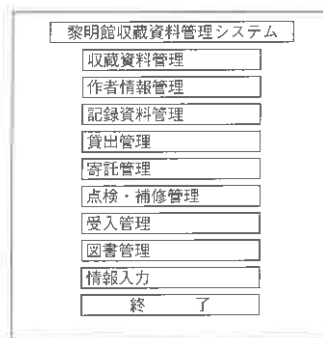 黎明館収蔵資料管理システム
収蔵資料管理
作者情報管理
記録資料管理
貸出管理
寄託管理
点検・補修管理
受入管理
図書管理
情報入力
終　　了